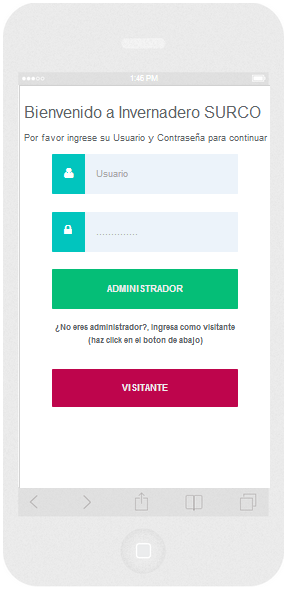 1:45 PM
Bienvenido a Invernadero SURCO
Por favor ingrese su Usuario y Contraseña para continuar
Usuario
..............
ADMINISTRADOR
¿No eres administrador?, ingresa como visitante
(haz click en el boton de abajo)
VISITANTE